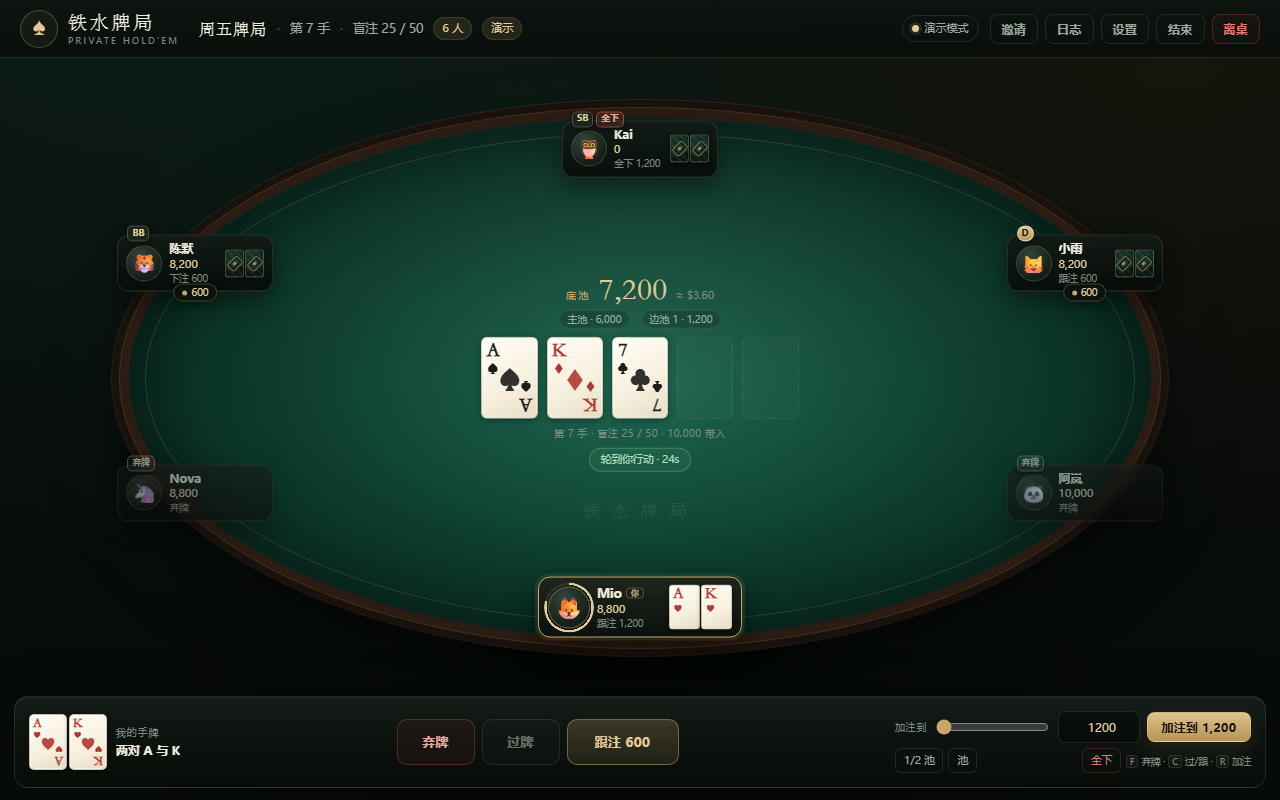 铁水牌局
PRIVATE HOLD'EM
周五牌局 · 第 7 手 · 盲注 25 / 50 6 人 演示
演示模式 邀请 日志 设置 结束 离桌
SB 全下
Kai
0
全下 1,200
BB
陈默
8,200
下注 600
600
D
小雨
8,200
跟注 600
600
底池 7,200 ≈ $3.60
主池 · 6,000 边池 1 · 1,200
A K 7
A K 7
第 7 手 · 盲注 25 / 50 · 10,000 带入
轮到你行动 · 24s
弃牌
Nova
8,800
弃牌
弃牌
阿岚
10,000
弃牌
铁水牌局
Mio 你
8,800
跟注 1,200
A K
A K
A K
我的手牌
两对 A 与 K
弃牌 过牌 跟注 600
加注到 1200 加注到 1,200
1/2 池 池 全下 F 弃牌 · C 过/跟 · R 加注